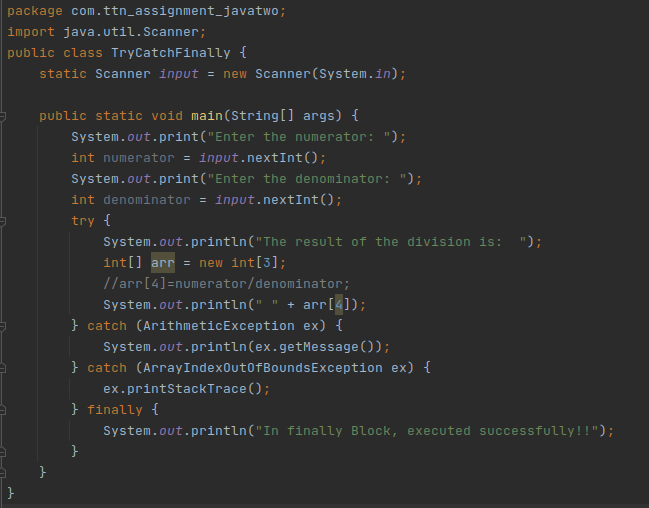 package com.ttn_assignment_javatwo;
import java.util.Scanner;
public class TryCatchFinally {
    static Scanner input = new Scanner(System.in);

    public static void main(String[] args) {
        System.out.print("Enter the numerator: ");
        int numerator = input.nextInt();
        System.out.print("Enter the denominator: ");
        int denominator = input.nextInt();
        try {
            System.out.println("The result of the division is:  ");
            int[] arr = new int[3];
            //arr[4]=numerator/denominator;
            System.out.println(" " + arr[4]);
        } catch (ArithmeticException ex) {
            System.out.println(ex.getMessage());
        } catch (ArrayIndexOutOfBoundsException ex) {
            ex.printStackTrace();
        } finally {
            System.out.println("In finally Block, executed successfully!!");
        }
    }
}